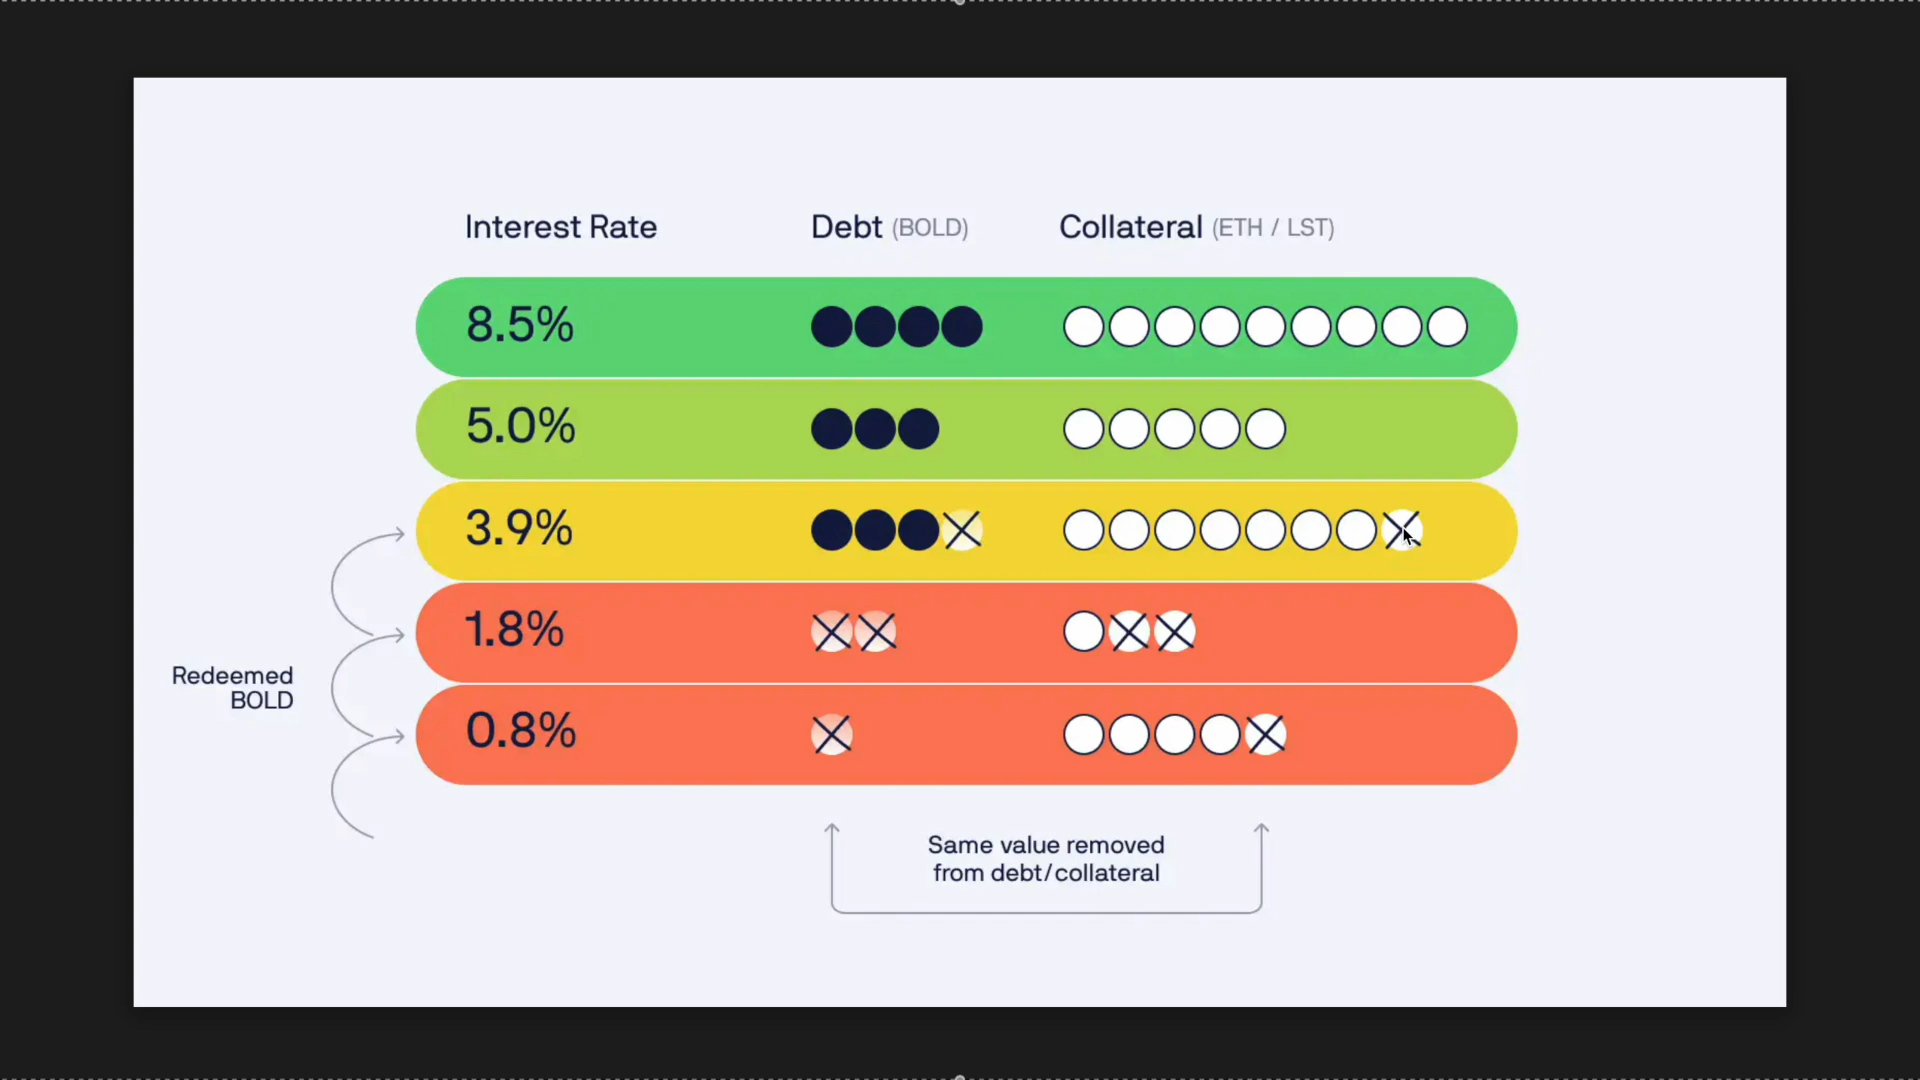 Interest Rate Debt (BOLD) Collateral (ETH / LST)
8.5%
5.0%
3.9%
1.8%
Redeemed
BOLD
0.8%
Same value removed
from debt/collateral